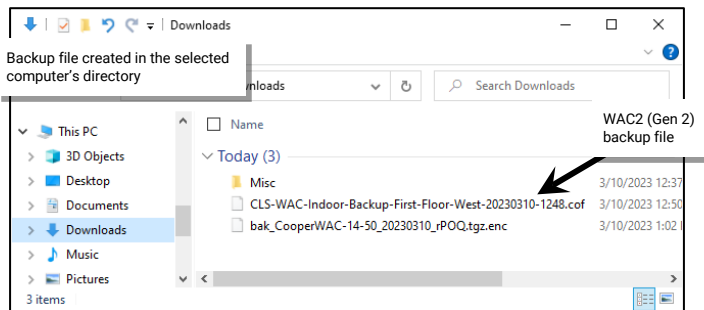 Downloads
Backup file created in the selected
computer's directory
wnloads
Search Downloads
WAC2 (Gen 2)
backup file
This PC
Name
Today (3)
3D Objects
Desktop
Misc
3/10/2023 12:37
Documents
CLS-WAC-Indoor-Backup-First-Floor-West-20230310-1248.cof
3/10/2023 12:50
Downloads
bak_CooperWAC-14-50_20230310_rPOQ.tgz.enc
3/10/2023 1:02
Music
Pictures
3 items